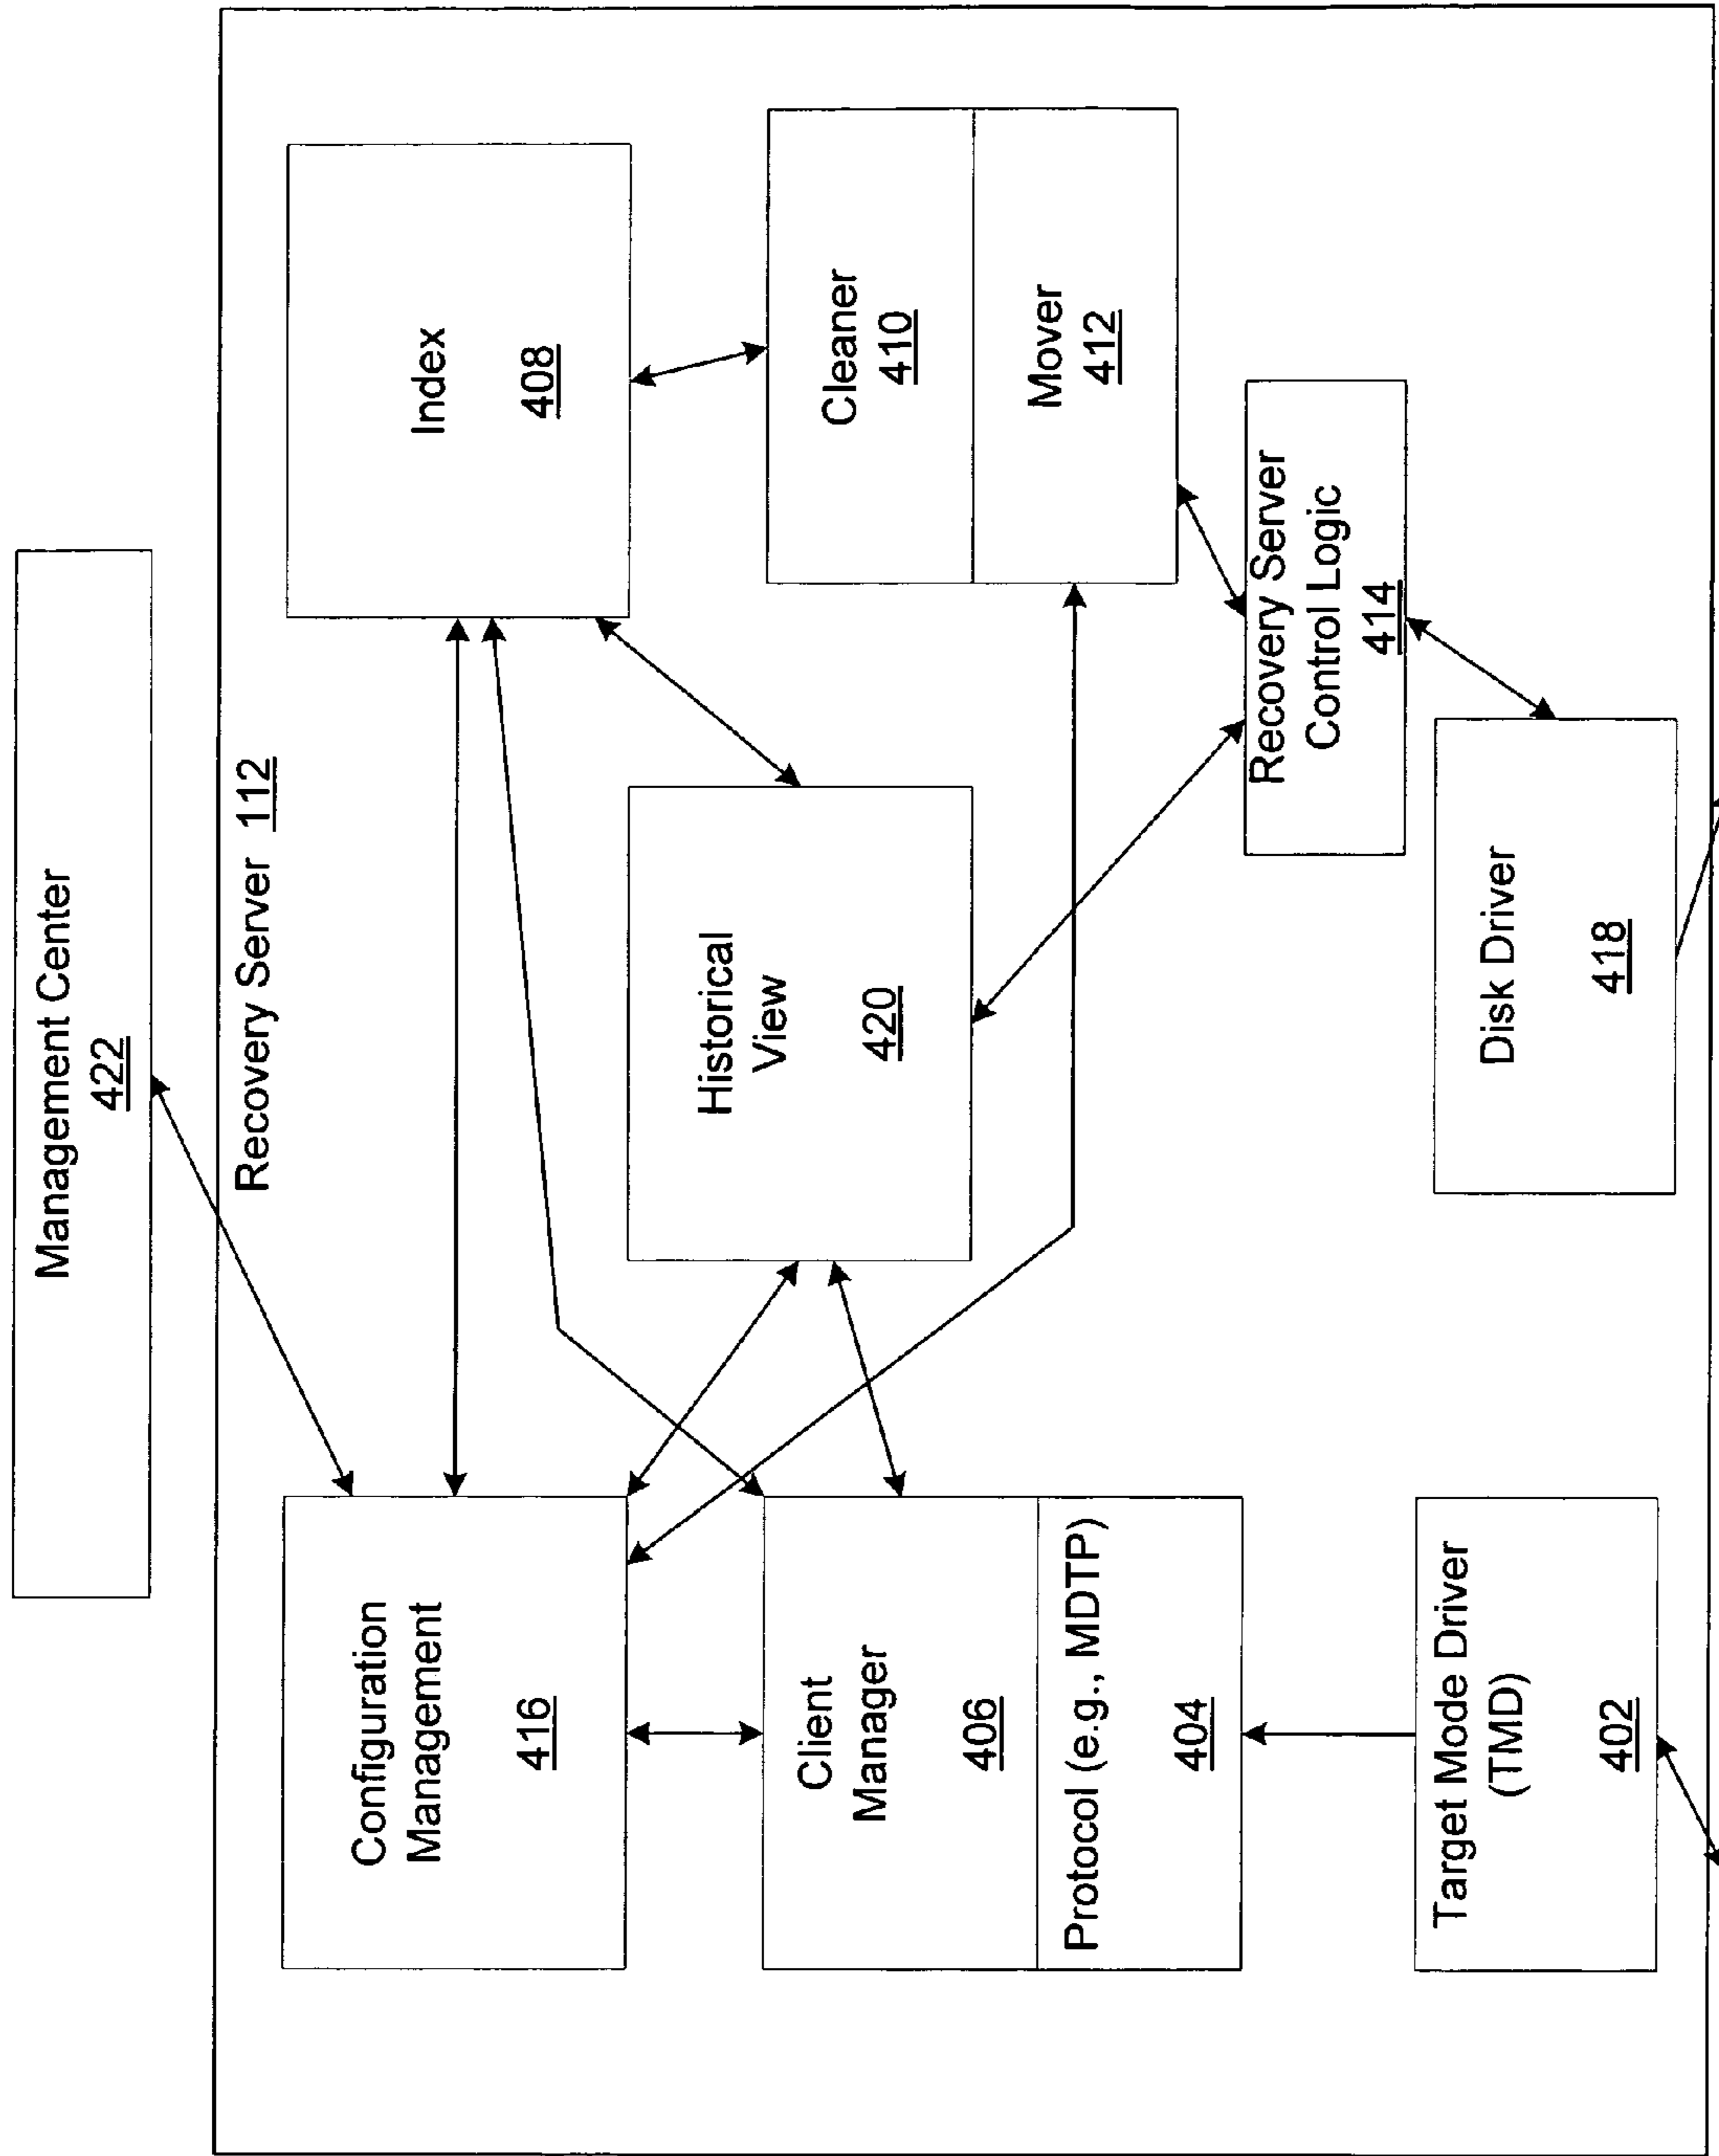 Management Center
422
Recovery Server 112
Configuration
Management
416
Index
408
Historical
View
420
Client
Manager
406
Protocol (e.g., MDTP)
404
Cleaner
410
Mover
412
Recovery Server
Control Logic
414
Target Mode Driver
(TMD)
402
Disk Driver
418